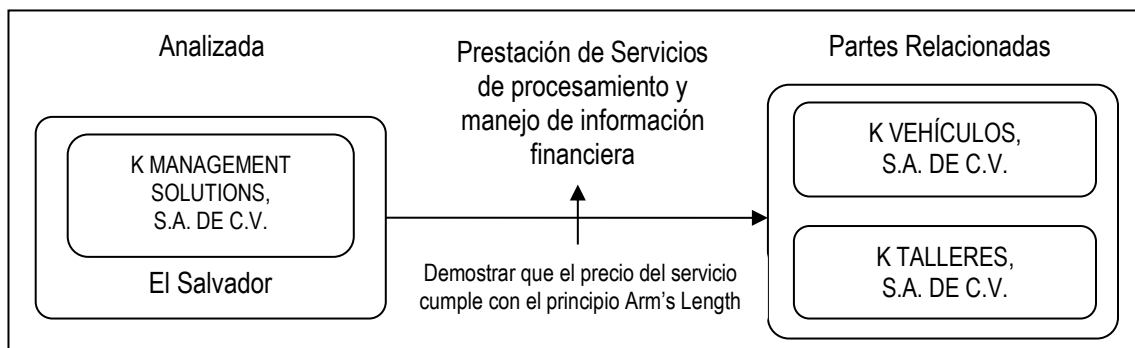 Analizada
K MANAGEMENT
SOLUTIONS,
S.A. DE C.V.
El Salvador
Prestación de Servicios
de procesamiento y
manejo de información
financiera
Demostrar que el precio del servicio
cumple con el principio Arm's Length
Partes Relacionadas
K VEHÍCULOS,
S.A. DE C.V.
K TALLERES,
S.A. DE C.V.